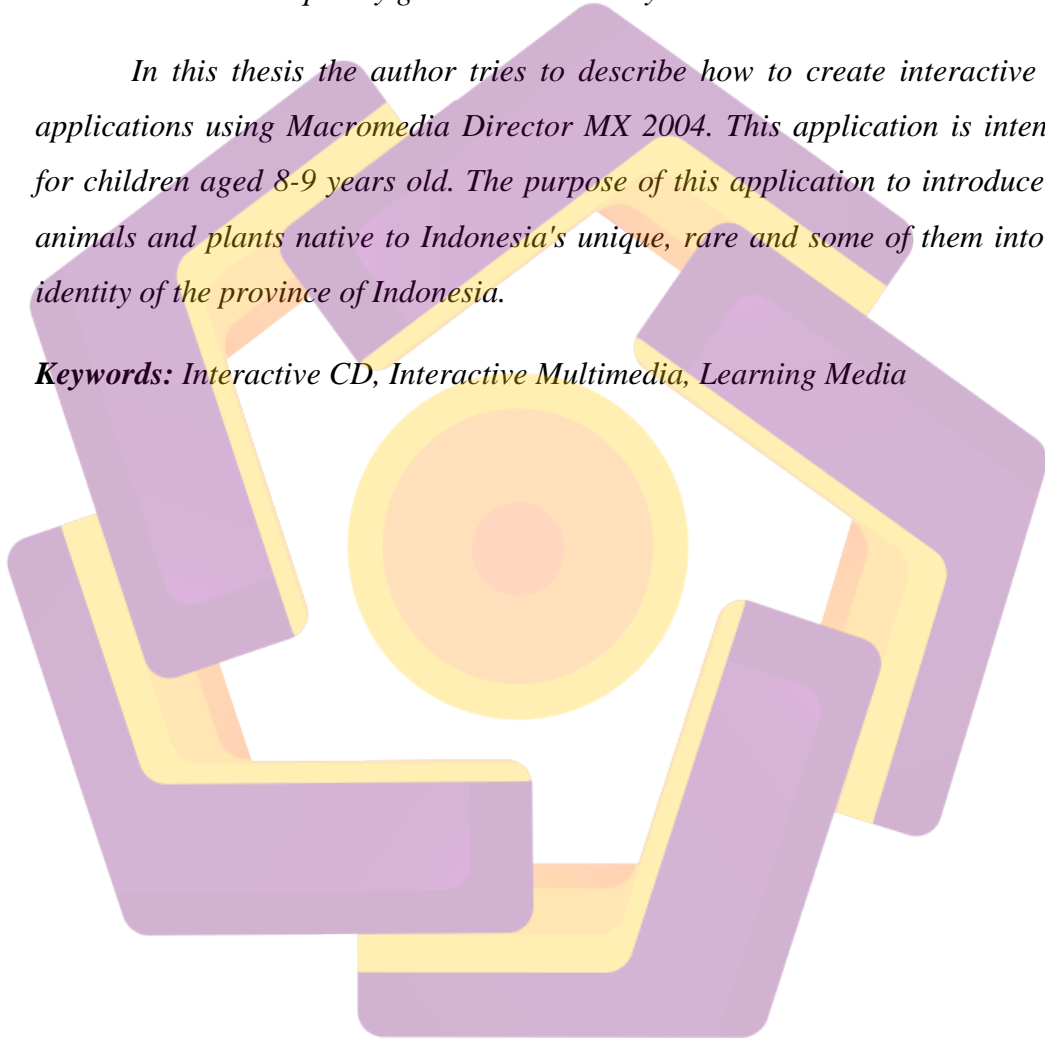 In this thesis the author tries to describe how to create interactive
applications using Macromedia Director MX 2004. This application is inten
for children aged 8-9 years old. The purpose of this application to introduce
animals and plants native to Indonesia's unique, rare and some of them into
identity of the province of Indonesia.
Keywords: Interactive CD, Interactive Multimedia, Learning Media